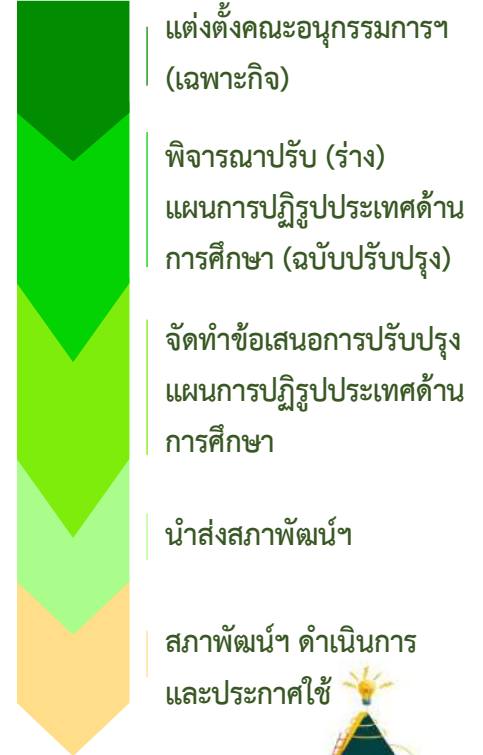 แต่งตั้งคณะอนุกรรมการฯ
(เฉพาะกิจ)
พิจารณาปรับ (ร่าง)
แผนการปฏิรูปประเทศด้าน
การศึกษา (ฉบับปรับปรุง)
จัดทำข้อเสนอการปรับปรุง
แผนการปฏิรูปประเทศด้าน
การศึกษา
นำส่งสภาพัฒน์ฯ
สภาพัฒน์ฯ ดำเนินการ
และประกาศใช้